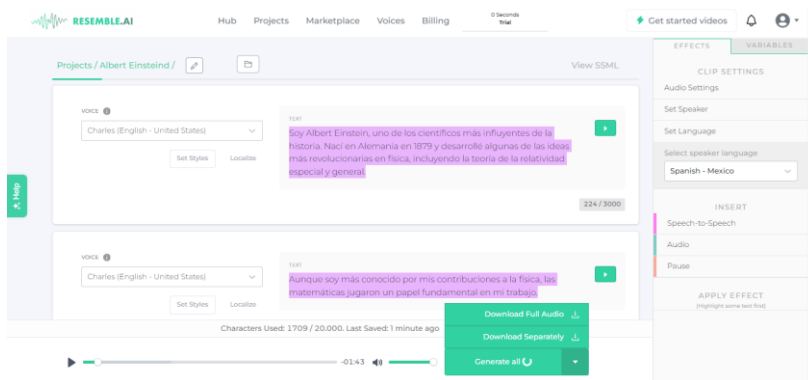 RESEMBLE.AI
Hub Projects Marketplace Voices Billing
0 Seconds
Trial
Get started videos
Projects / Albert Einsteind /
View SSML
VOICE
Charles (English - United States)
Set Styles Localize
TEXT
Soy Albert Einstein, uno de los científicos más influyentes de la
historia. Nací en Alemania en 1879 y desarrollé algunas de las ideas
más revolucionarias en física, incluyendo la teoría de la relatividad
especial y general.
224 / 3000
VOICE
Charles (English - United States)
Set Styles Localize
TEXT
Aunque soy más conocido por mis contribuciones a la física, las
matemáticas jugaron un papel fundamental en mi trabajo.
Characters Used: 1709 / 20.000. Last Saved: 1 minute ago
Download Full Audio
Download Separately
Generate all
-01:43
Help
EFFECTS VARIABLES
CLIP SETTINGS
Audio Settings
Set Speaker
Set Language
Select speaker language
Spanish - Mexico
INSERT
Speech-to-Speech
Audio
Pause
APPLY EFFECT
(Highlight some text first)